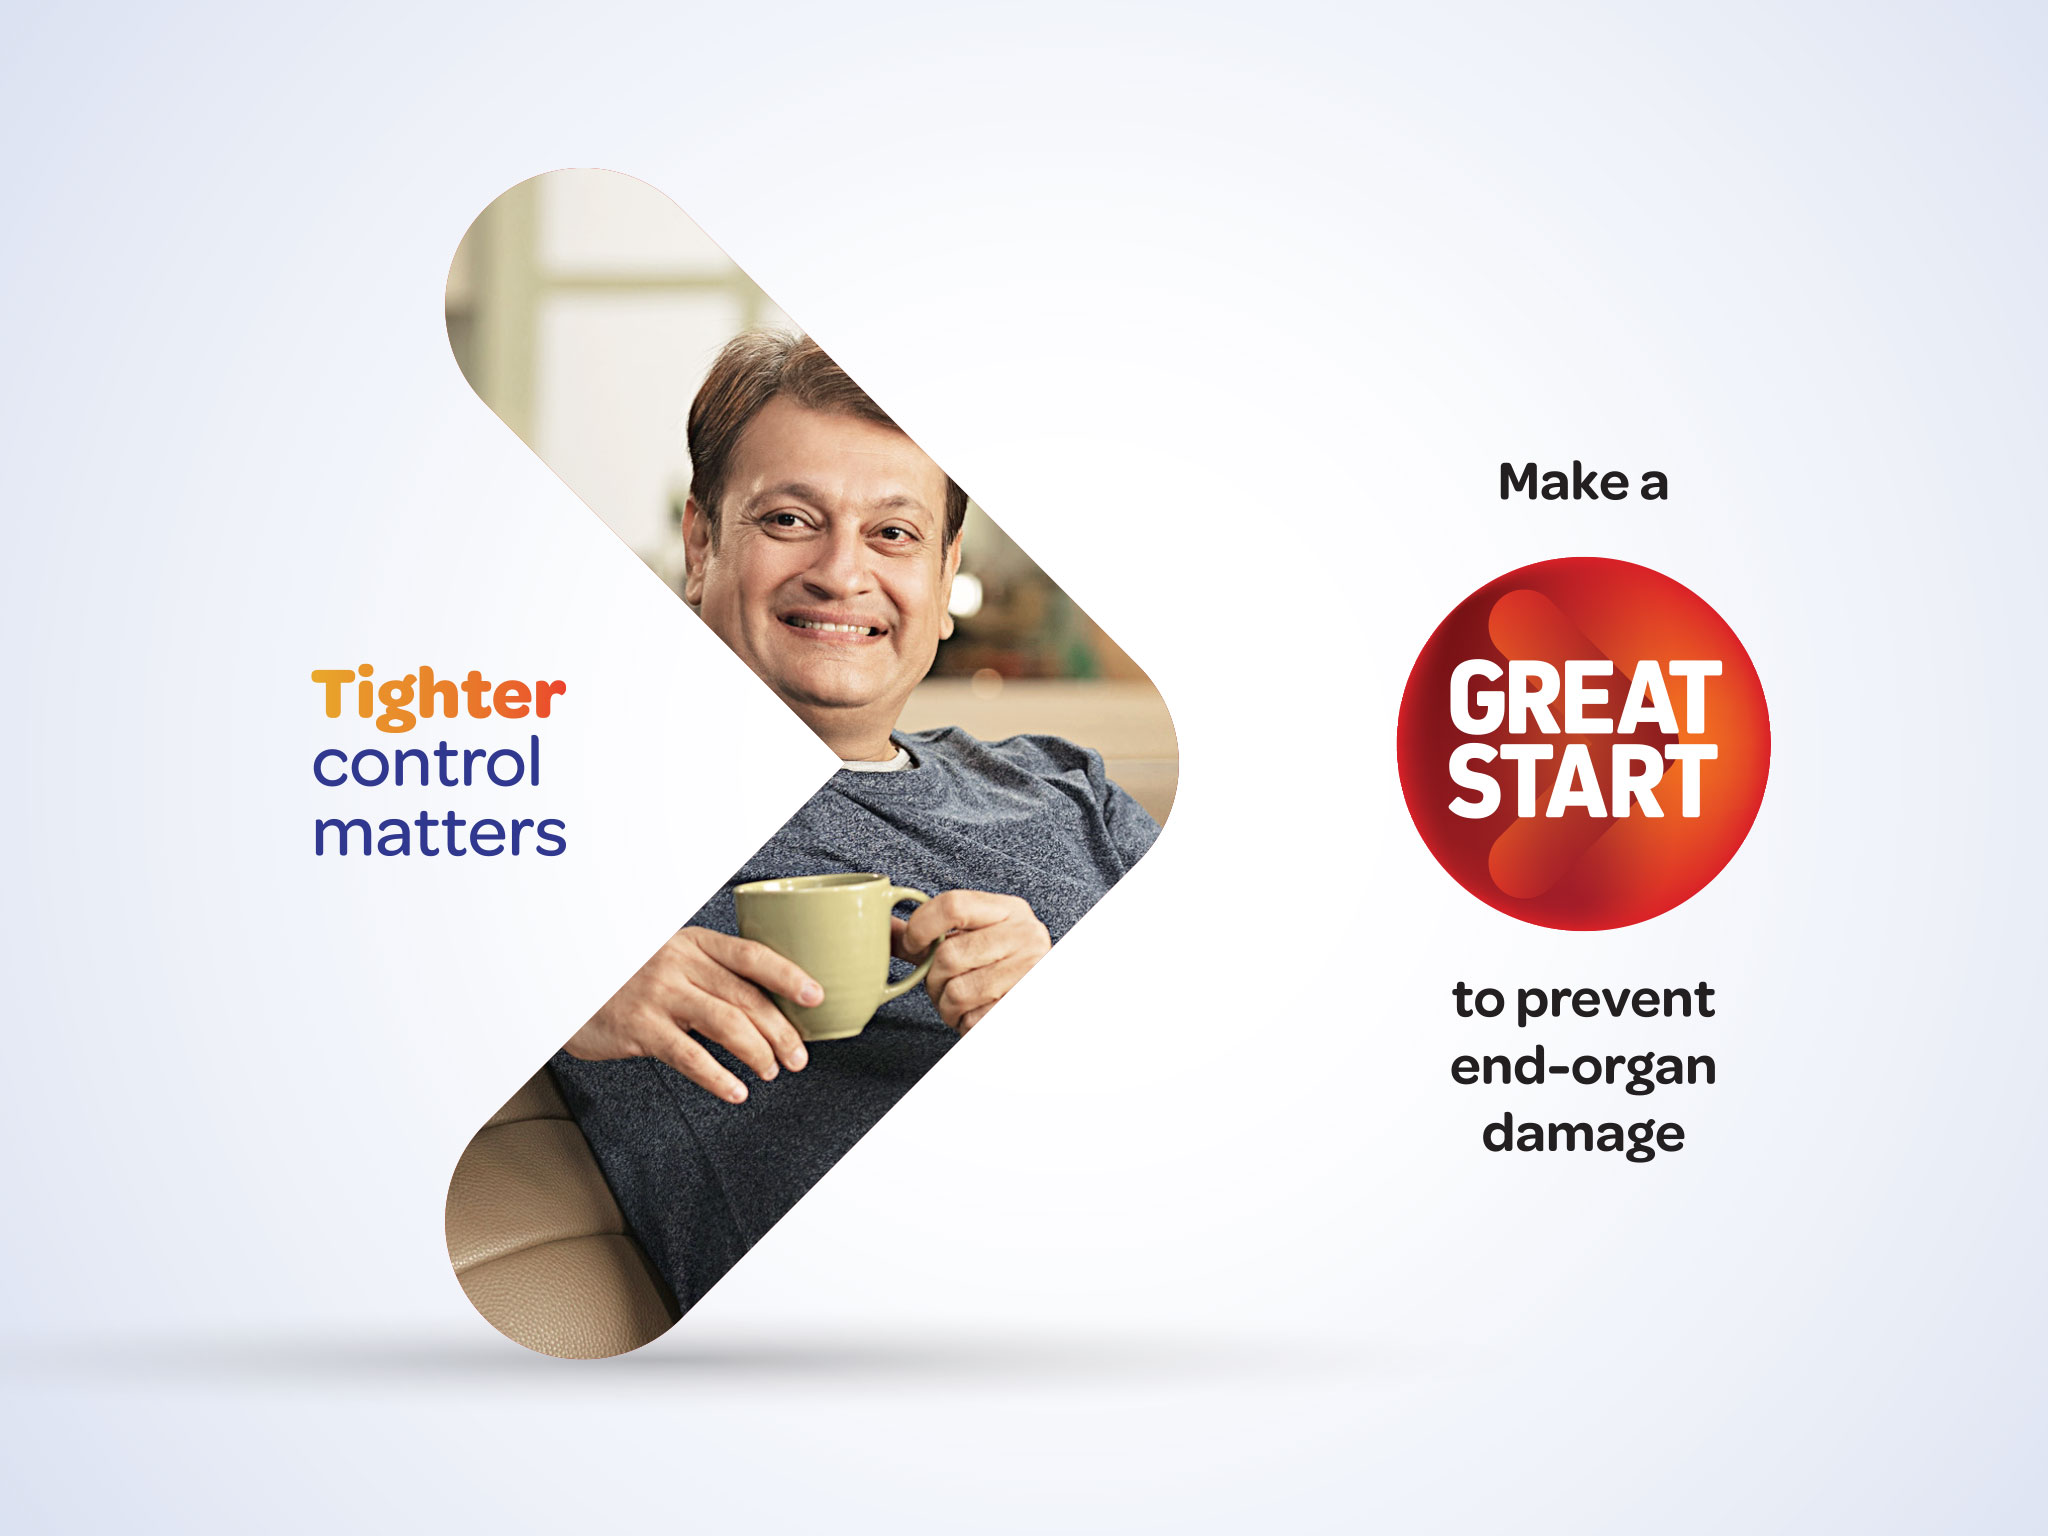 Tighter
control
matters
Make a
GREAT
START
to prevent
end-organ
damage